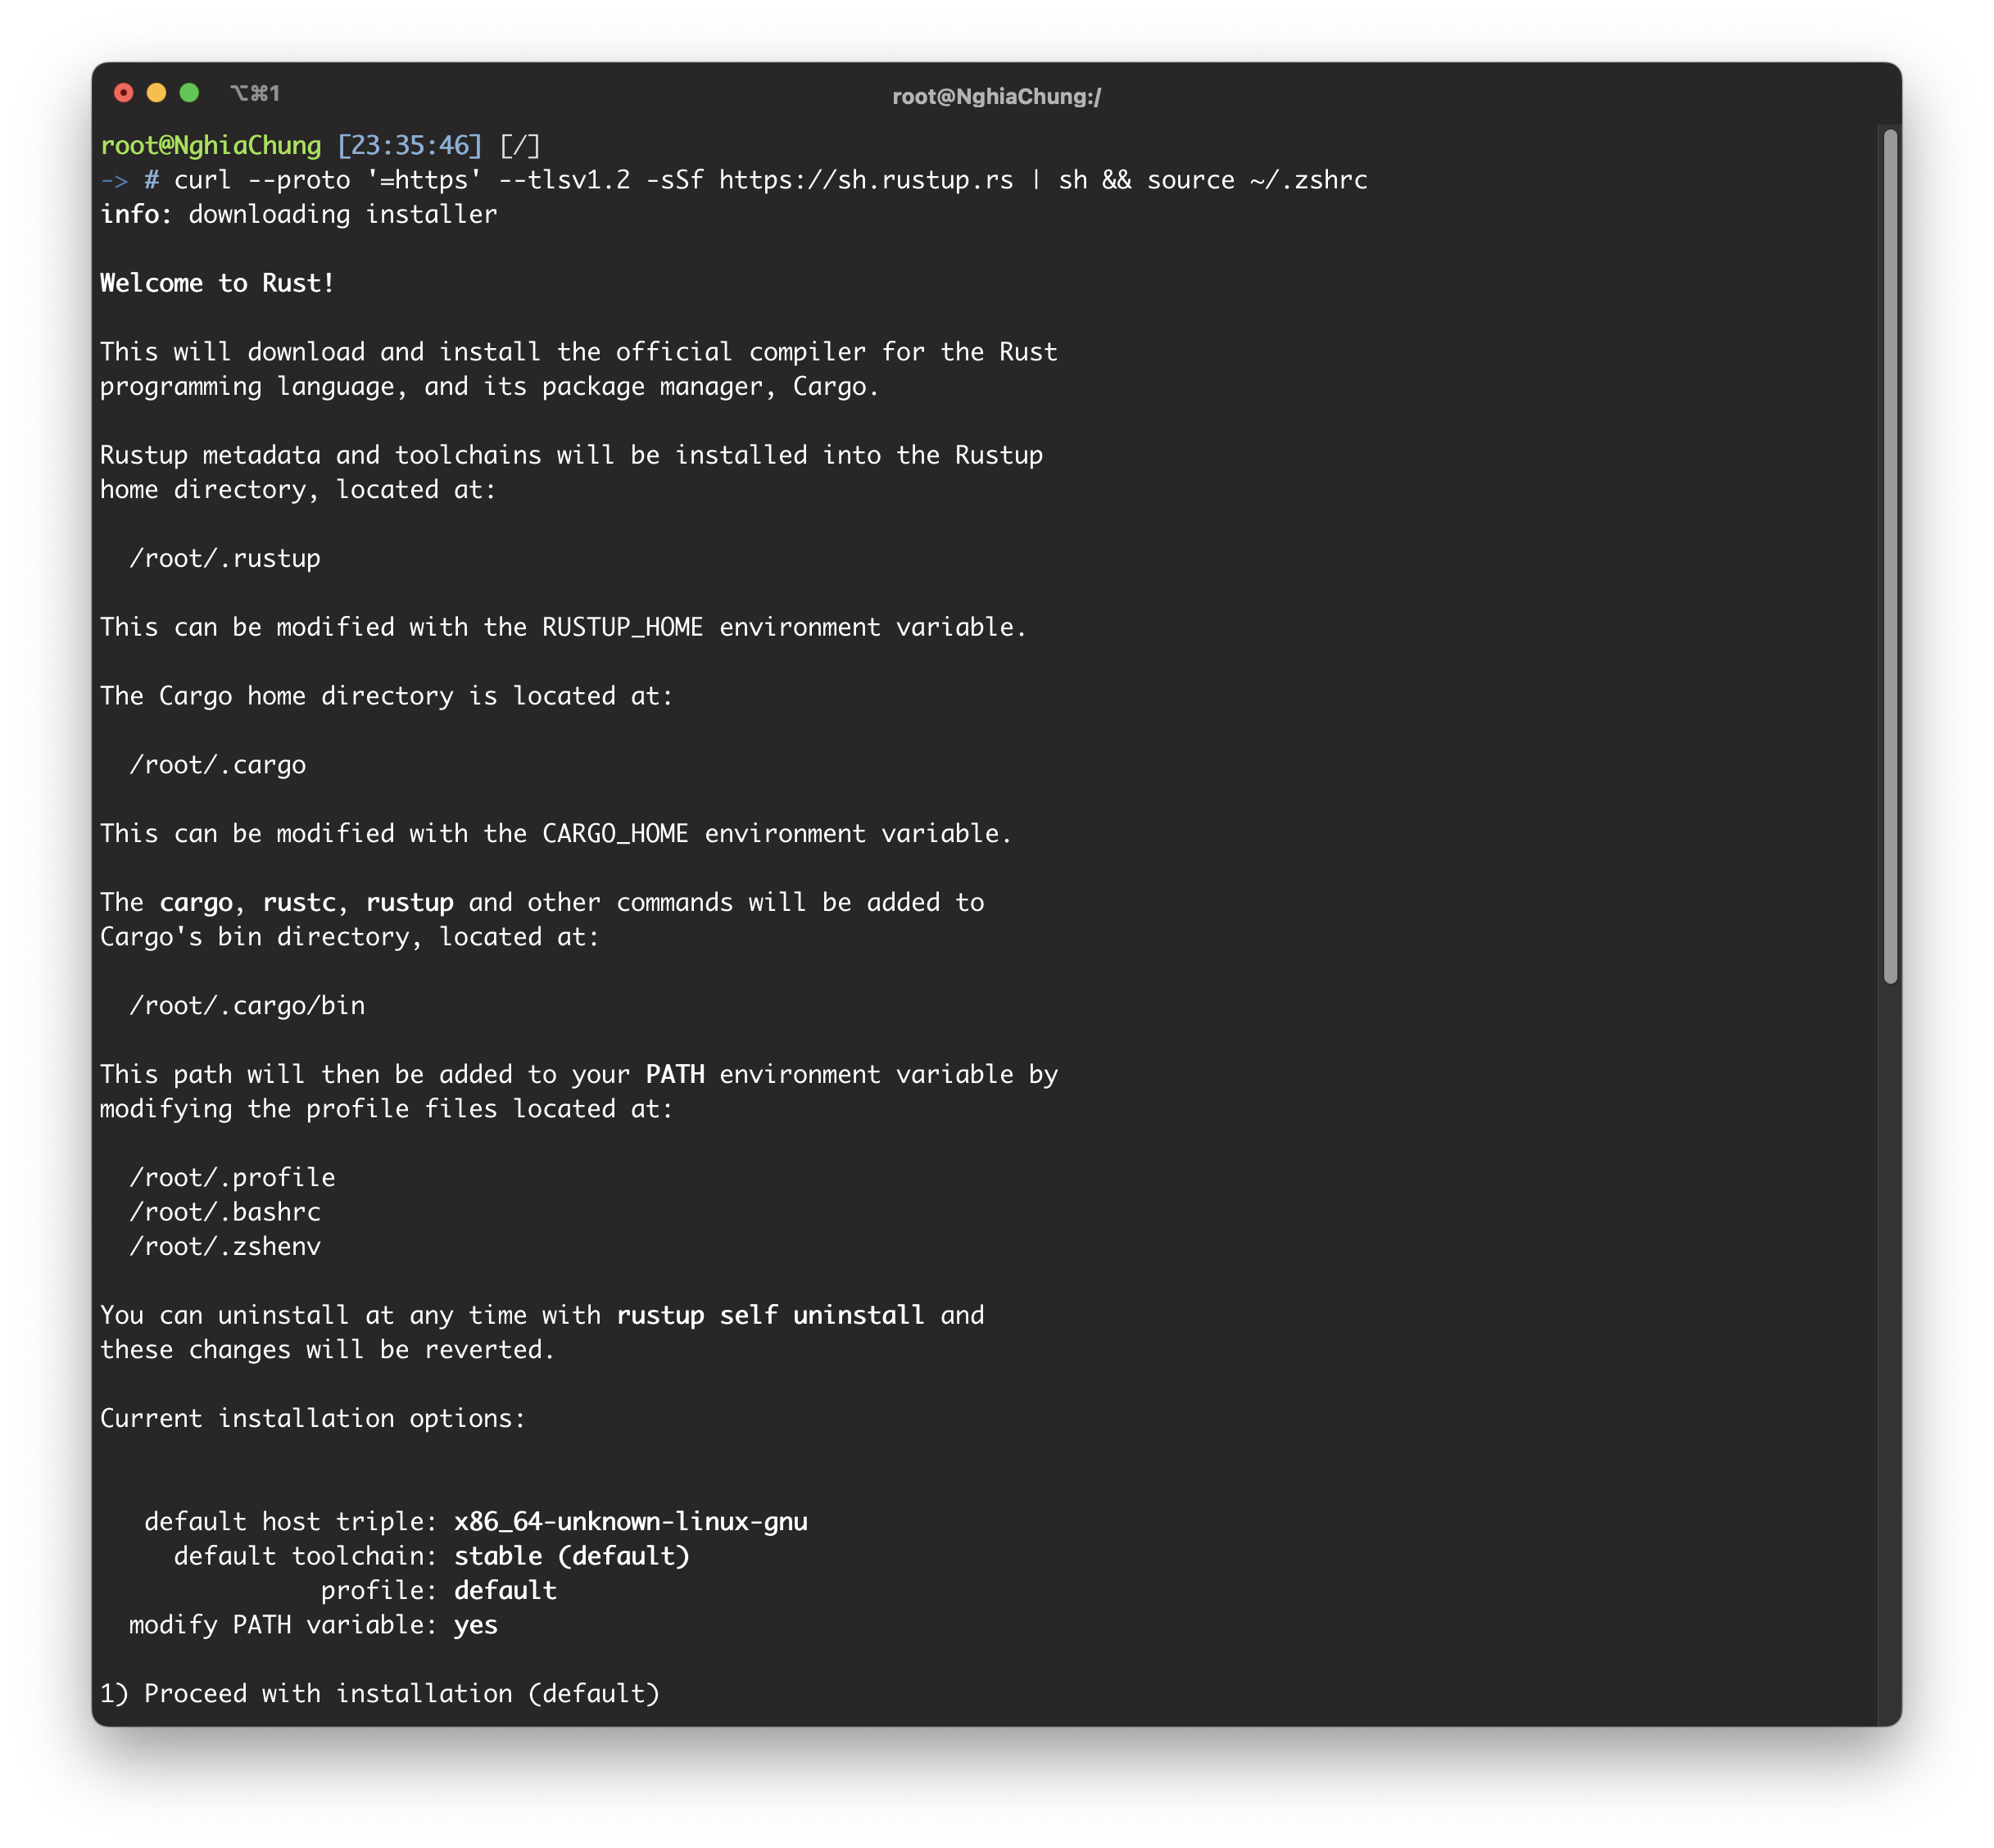 ⌥⌘1
root@NghiaChung:/
root@NghiaChung [23:35:46] [/]
-> # curl --proto '=https' --tlsv1.2 -sSf https://sh.rustup.rs | sh && source ~/.zshrc
info: downloading installer
Welcome to Rust!
This will download and install the official compiler for the Rust
programming language, and its package manager, Cargo.
Rustup metadata and toolchains will be installed into the Rustup
home directory, located at:
/root/.rustup
This can be modified with the RUSTUP_HOME environment variable.
The Cargo home directory is located at:
/root/.cargo
This can be modified with the CARGO_HOME environment variable.
The cargo, rustc, rustup and other commands will be added to
Cargo's bin directory, located at:
/root/.cargo/bin
This path will then be added to your PATH environment variable by
modifying the profile files located at:
/root/.profile
/root/.bashrc
/root/.zshenv
You can uninstall at any time with rustup self uninstall and
these changes will be reverted.
Current installation options:
default host triple: x86_64-unknown-linux-gnu
default toolchain: stable (default)
profile: default
modify PATH variable: yes
1) Proceed with installation (default)